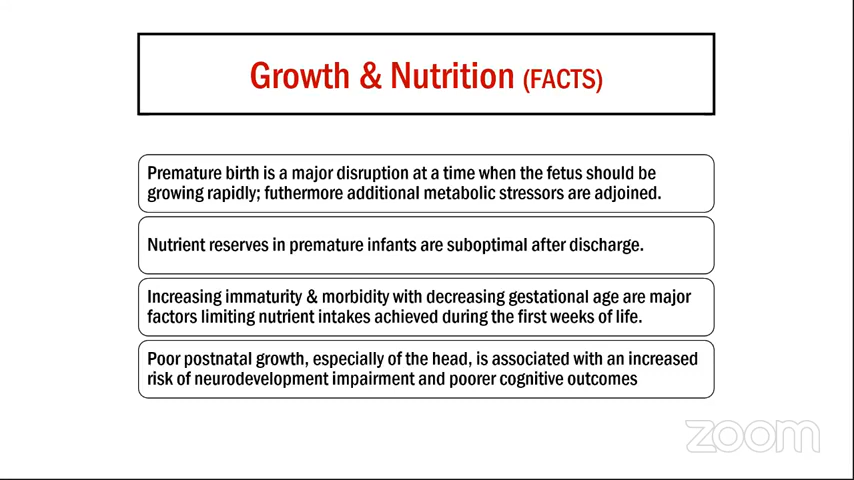 Growth & Nutrition (FACTS)
Premature birth is a major disruption at a time when the fetus should be
growing rapidly; futhermore additional metabolic stressors are adjoined.
Nutrient reserves in premature infants are suboptimal after discharge.
Increasing immaturity & morbidity with decreasing gestational age are major
factors limiting nutrient intakes achieved during the first weeks of life.
Poor postnatal growth, especially of the head, is associated with an increased
risk of neurodevelopment impairment and poorer cognitive outcomes
zoom